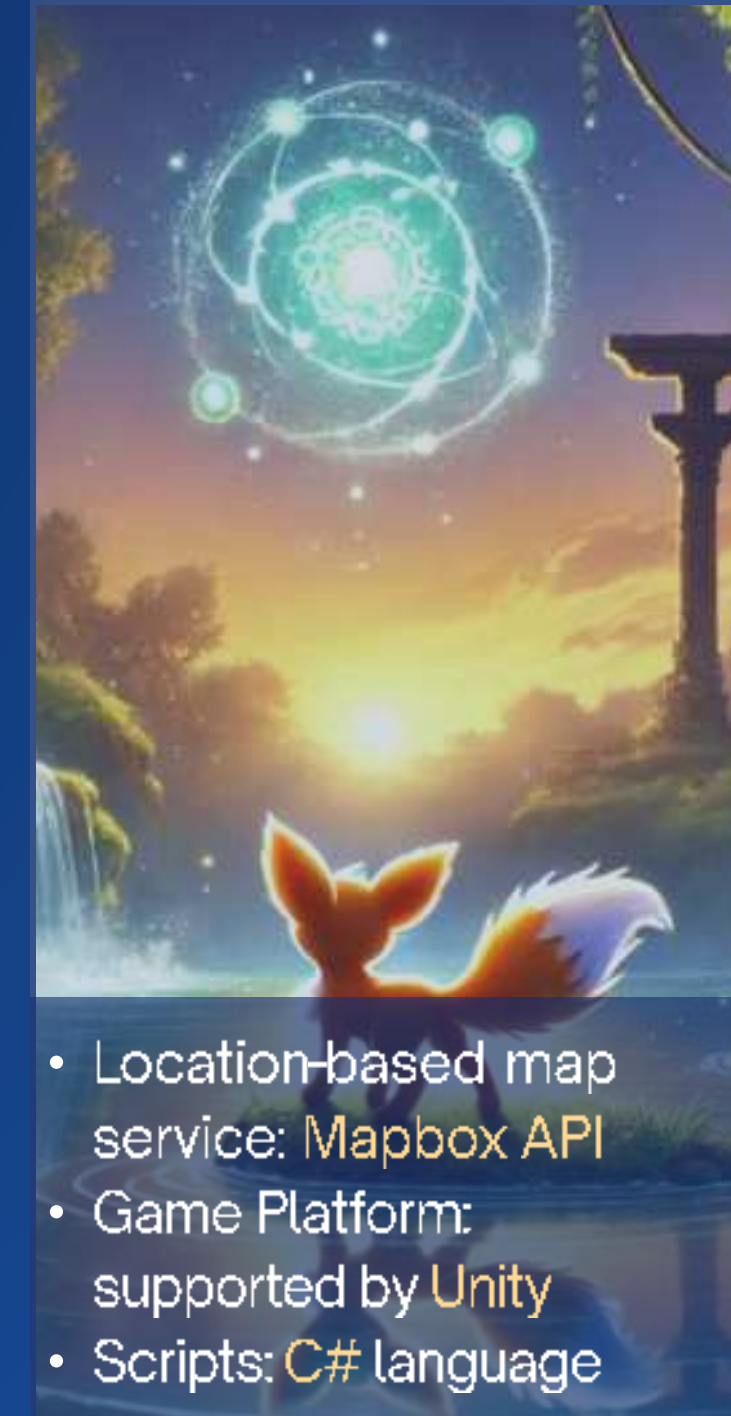 • Location-based map
service: Mapbox API
• Game Platform:
supported by Unity
• Scripts: C# language